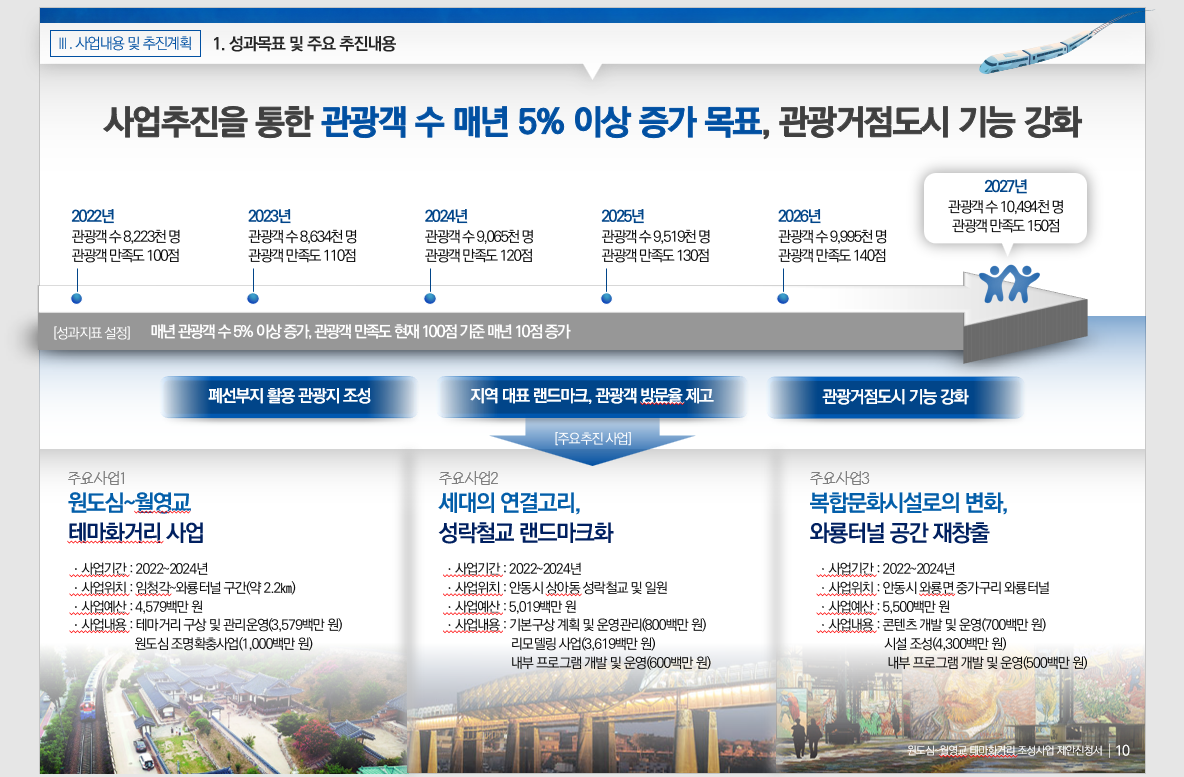 Ⅲ. 사업내용 및 추진계획
1. 성과목표 및 주요 추진내용
사업추진을 통한 관광객 수 매년 5% 이상 증가 목표, 관광거점도시 기능 강화
2022년
관광객 수 8,223천 명
관광객 만족도 100점
2023년
관광객 수 8,634천 명
관광객 만족도 110점
2024년
관광객 수 9,065천 명
관광객 만족도 120점
2025년
관광객 수 9,519천 명
관광객 만족도 130점
2026년
관광객 수 9,995천 명
관광객 만족도 140점
2027년
관광객 수 10,494천 명
관광객 만족도 150점
[성과지표 설정] 매년 관광객 수 5% 이상 증가, 관광객 만족도 현재 100점 기준 매년 10점 증가
폐선부지 활용 관광지 조성
지역 대표 랜드마크, 관광객 방문율 제고
관광거점도시 기능 강화
[주요추진 사업]
주요사업1
원도심~월영교
테마화거리 사업
· 사업기간 : 2022~2024년
· 사업위치 : 임청각~와룡터널 구간(약 2.2㎞)
· 사업예산 : 4,579백만 원
· 사업내용 : 테마거리 구상 및 관리운영(3,579백만 원)
원도심 조명확충사업(1,000백만 원)
주요사업2
세대의 연결고리,
성락철교 랜드마크화
· 사업기간 : 2022~2024년
· 사업위치 : 안동시 상아동 성락철교 및 일원
· 사업예산 : 5,019백만 원
· 사업내용 : 기본구상 계획 및 운영관리(800백만 원)
리모델링 사업(3,619백만 원)
내부 프로그램 개발 및 운영(600백만 원)
주요사업3
복합문화시설로의 변화,
와룡터널 공간 재창출
· 사업기간 : 2022~2024년
· 사업위치 : 안동시 와룡면 중가구리 와룡터널
· 사업예산 : 5,500백만 원
· 사업내용 : 콘텐츠 개발 및 운영(700백만 원)
시설 조성(4,300백만 원)
내부 프로그램 개발 및 운영(500백만 원)
원도심~월영교 테마화거리 조성사업 제안신청서 | 10